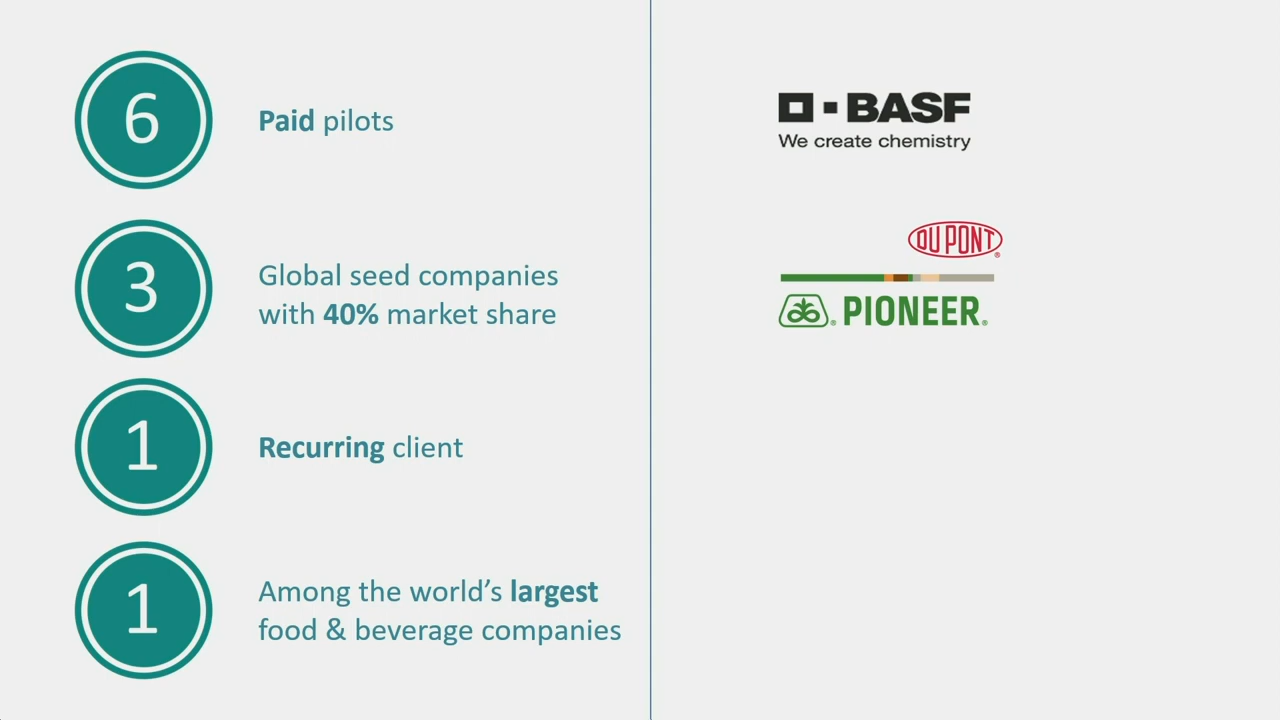 6
Paid pilots
3
Global seed companies
with 40% market share
1
Recurring client
1
Among the world’s largest
food & beverage companies
BASF
We create chemistry
DU PONT®
® PIONEER®